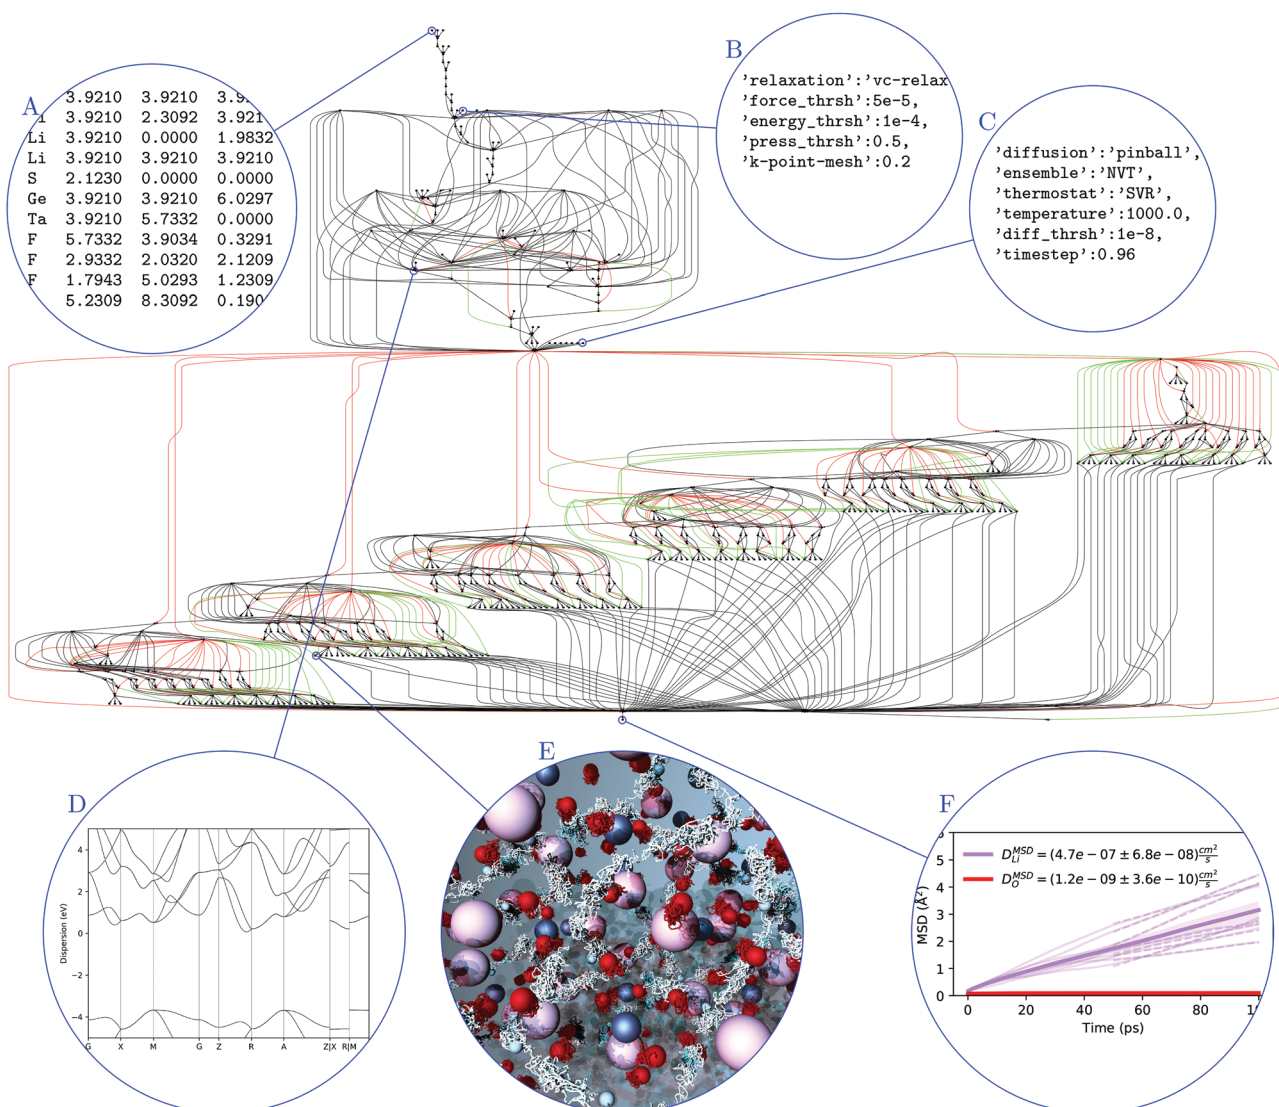 A
3.9210 3.9210 3.9
3.9210 2.3092 3.921
Li 3.9210 0.0000 1.9832
Li 3.9210 3.9210 3.9210
S 2.1230 0.0000 0.0000
Ge 3.9210 3.9210 6.0297
Ta 3.9210 5.7332 0.0000
F 5.7332 3.9034 0.3291
F 2.9332 2.0320 2.1209
F 1.7943 5.0293 1.2309
5.2309 8.3092 0.190
B
'relaxation':'vc-relax
'force_thrsh':5e-5,
'energy_thrsh':1e-4,
'press_thrsh':0.5,
'k-point-mesh':0.2
C
'diffusion':'pinball',
'ensemble':'NVT',
'thermostat':'SVR',
'temperature':1000.0,
'diff_thrsh':1e-8,
'timestep':0.96
D
Dispersion (eV)
4
2
0
−2
−4
G X M G Z R A Z|X R|M
E
F
D_Li^MSD = (4.7e − 07 ± 6.8e − 08) cm²/s
D_O^MSD = (1.2e − 09 ± 3.6e − 10) cm²/s
MSD (Å²)
5
4
3
2
1
0
0 20 40 60 80
Time (ps)